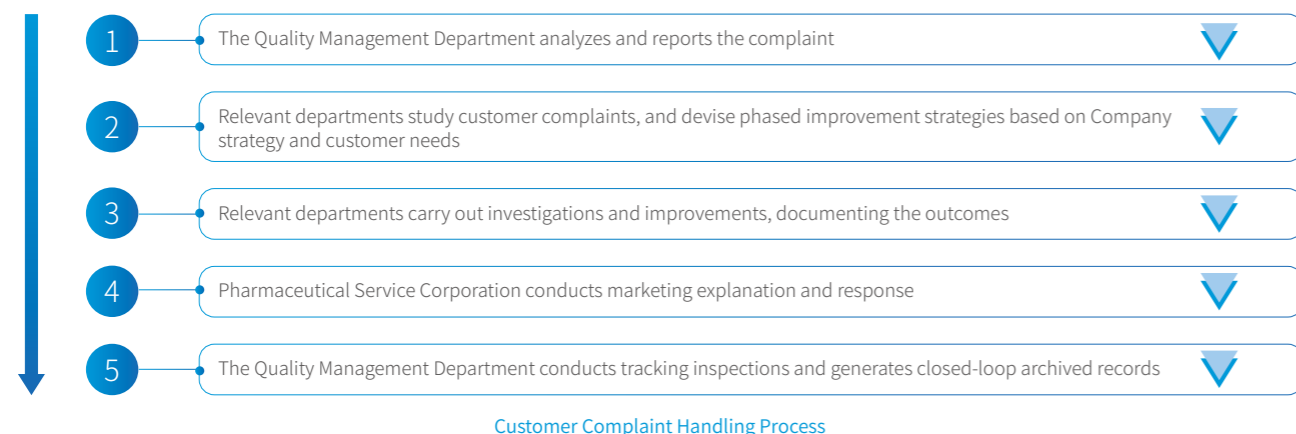 1
The Quality Management Department analyzes and reports the complaint
2
Relevant departments study customer complaints, and devise phased improvement strategies based on Company
strategy and customer needs
3
Relevant departments carry out investigations and improvements, documenting the outcomes
4
Pharmaceutical Service Corporation conducts marketing explanation and response
5
The Quality Management Department conducts tracking inspections and generates closed-loop archived records
Customer Complaint Handling Process